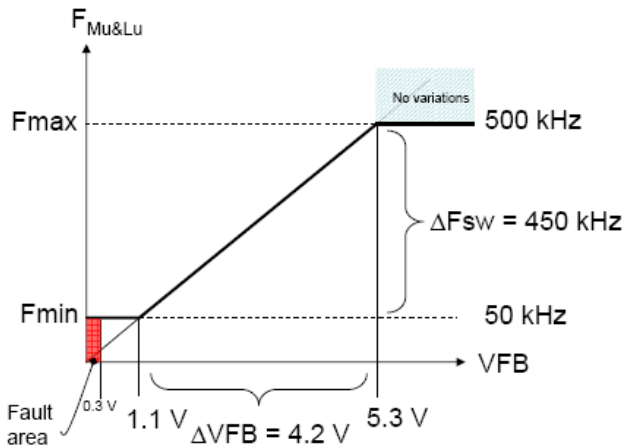 F Mu&Lu
No variations
Fmax
500 kHz
ΔFsw = 450 kHz
Fmin
50 kHz
VFB
Fault
area
0.3 V
1.1 V
ΔVFB = 4.2 V
5.3 V